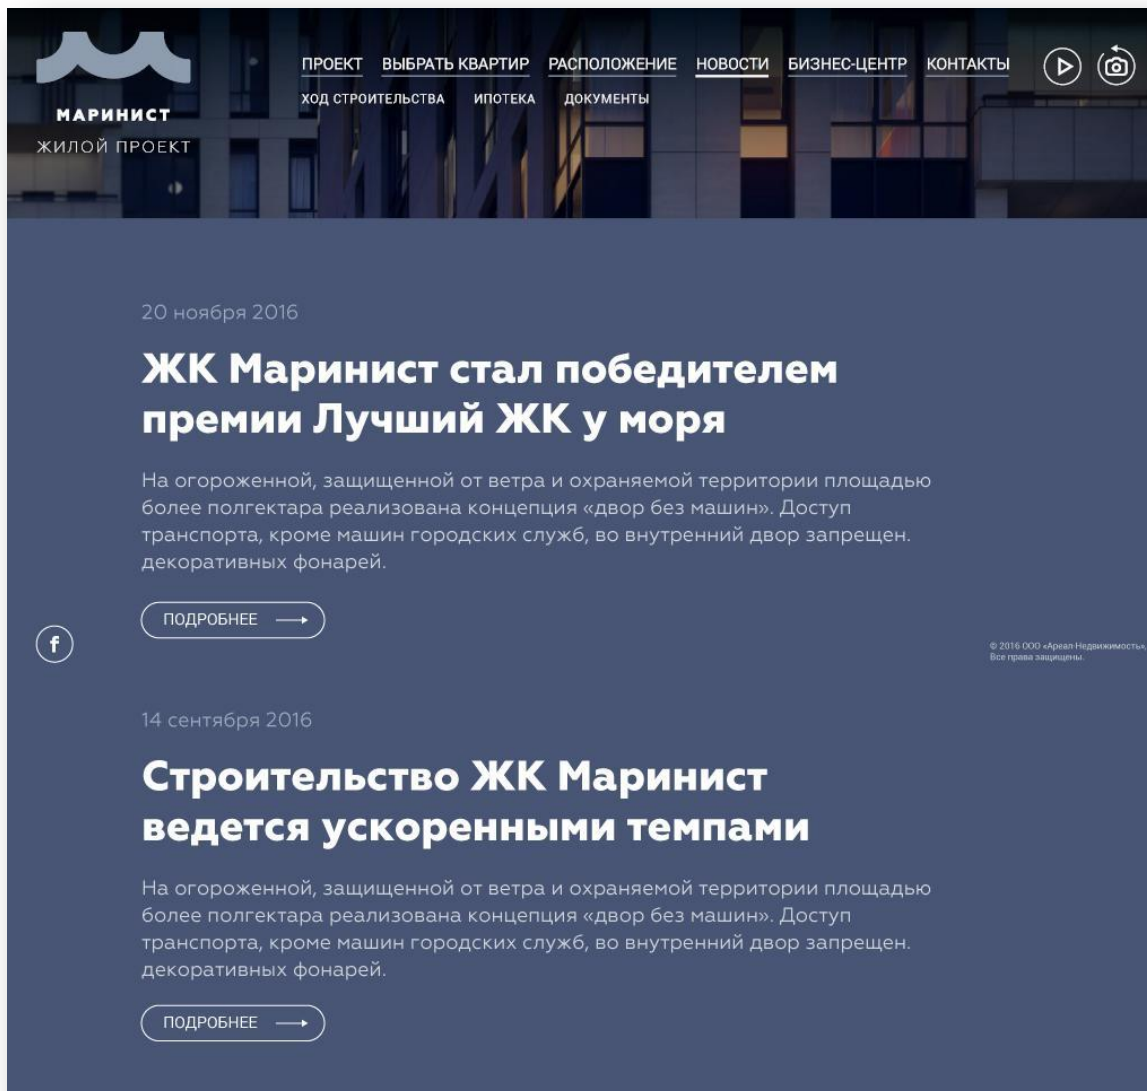 МАРИНИСТ
ЖИЛОЙ ПРОЕКТ
ПРОЕКТ ВЫБРАТЬ КВАРТИР РАСПОЛОЖЕНИЕ НОВОСТИ БИЗНЕС-ЦЕНТР КОНТАКТЫ
ХОД СТРОИТЕЛЬСТВА ИПОТЕКА ДОКУМЕНТЫ
20 ноября 2016
ЖК Маринист стал победителем
премии Лучший ЖК у моря
На огороженной, защищенной от ветра и охраняемой территории площадью
более полгектара реализована концепция «двор без машин». Доступ
транспорта, кроме машин городских служб, во внутренний двор запрещен.
декоративных фонарей.
ПОДРОБНЕЕ
f
© 2016 ООО «Ареал-Недвижимость»,
Все права защищены.
14 сентября 2016
Строительство ЖК Маринист
ведется ускоренными темпами
На огороженной, защищенной от ветра и охраняемой территории площадью
более полгектара реализована концепция «двор без машин». Доступ
транспорта, кроме машин городских служб, во внутренний двор запрещен.
декоративных фонарей.
ПОДРОБНЕЕ